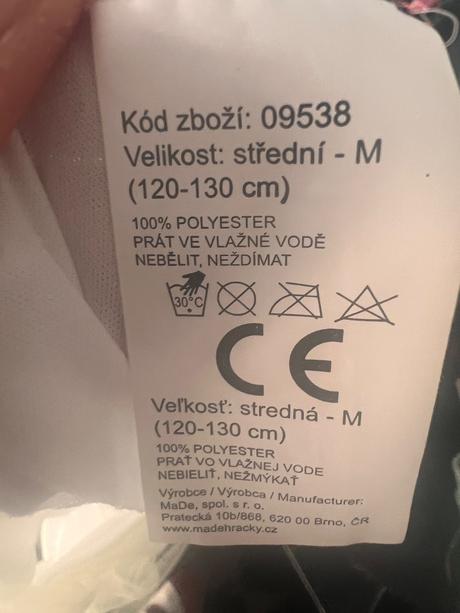 Kód zboží: 09538
Velikost: střední - M
(120-130 cm)
100% POLYESTER
PRÁT VE VLAŽNÉ VODĚ
NEBĚLIT, NEŽDÍMAT
30°C
CE
Veľkosť: stredná - M
(120-130 cm)
100% POLYESTER
PRAŤ VO VLAŽNEJ VODE
NEBIELIŤ, NEŽMÝKAŤ
Výrobce / Výrobca / Manufacturer:
MaDe, spol. s r. o.
Pratecká 10b/868, 620 00 Brno, ČR
www.madehracky.cz